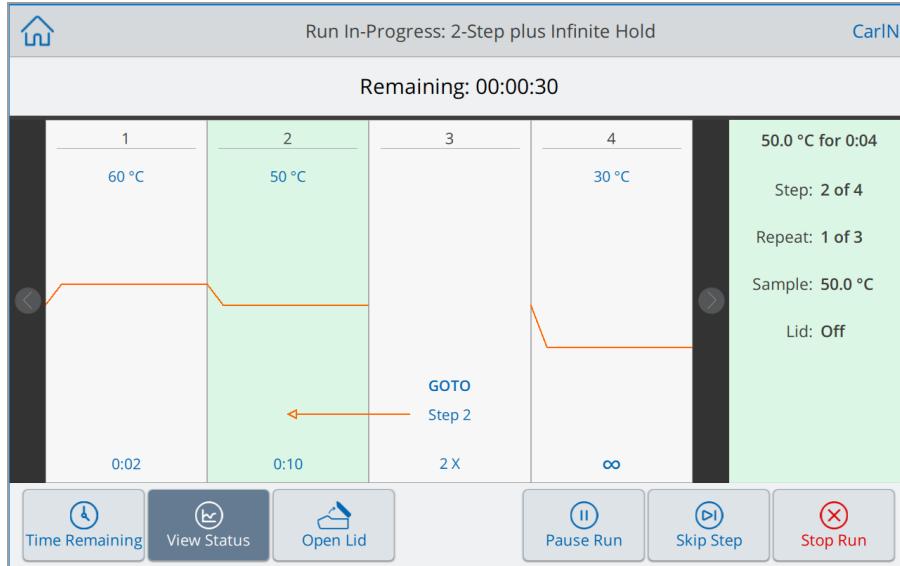 Run In-Progress: 2-Step plus Infinite Hold
CarlN
Remaining: 00:00:30
1
2
3
4
60 °C
50 °C
30 °C
GOTO
Step 2
0:02
0:10
2 X
∞
50.0 °C for 0:04
Step: 2 of 4
Repeat: 1 of 3
Sample: 50.0 °C
Lid: Off
Time Remaining
View Status
Open Lid
Pause Run
Skip Step
Stop Run